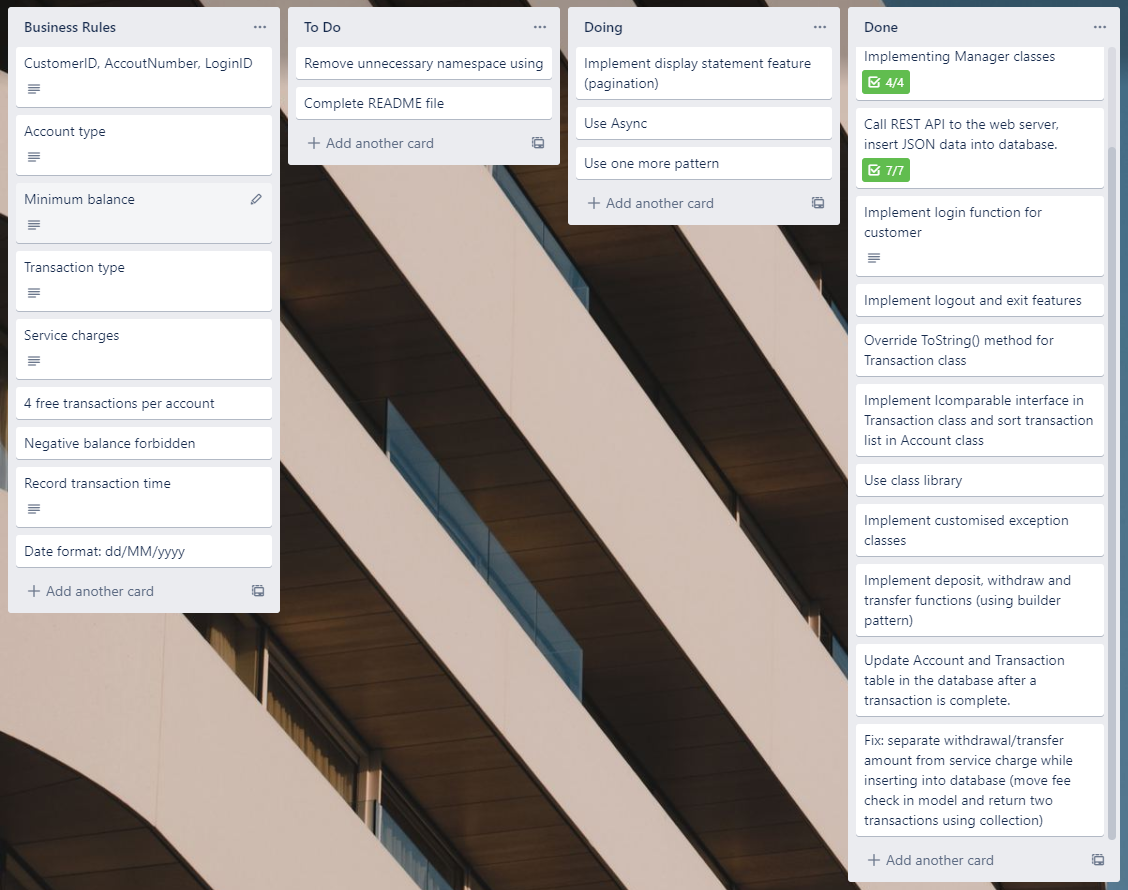 Business Rules
CustomerID, AccoutNumber, LoginID
Account type
Minimum balance
Transaction type
Service charges
4 free transactions per account
Negative balance forbidden
Record transaction time
Date format: dd/MM/yyyy
Add another card
To Do
Remove unnecessary namespace using
Complete README file
Add another card
Doing
Implement display statement feature
(pagination)
Use Async
Use one more pattern
Add another card
Done
Implementing Manager classes
4/4
Call REST API to the web server,
insert JSON data into database.
7/7
Implement login function for
customer
Implement logout and exit features
Override ToString() method for
Transaction class
Implement Icomparable interface in
Transaction class and sort transaction
list in Account class
Use class library
Implement customised exception
classes
Implement deposit, withdraw and
transfer functions (using builder
pattern)
Update Account and Transaction
table in the database after a
transaction is complete.
Fix: separate withdrawal/transfer
amount from service charge while
inserting into database (move fee
check in model and return two
transactions using collection)
Add another card